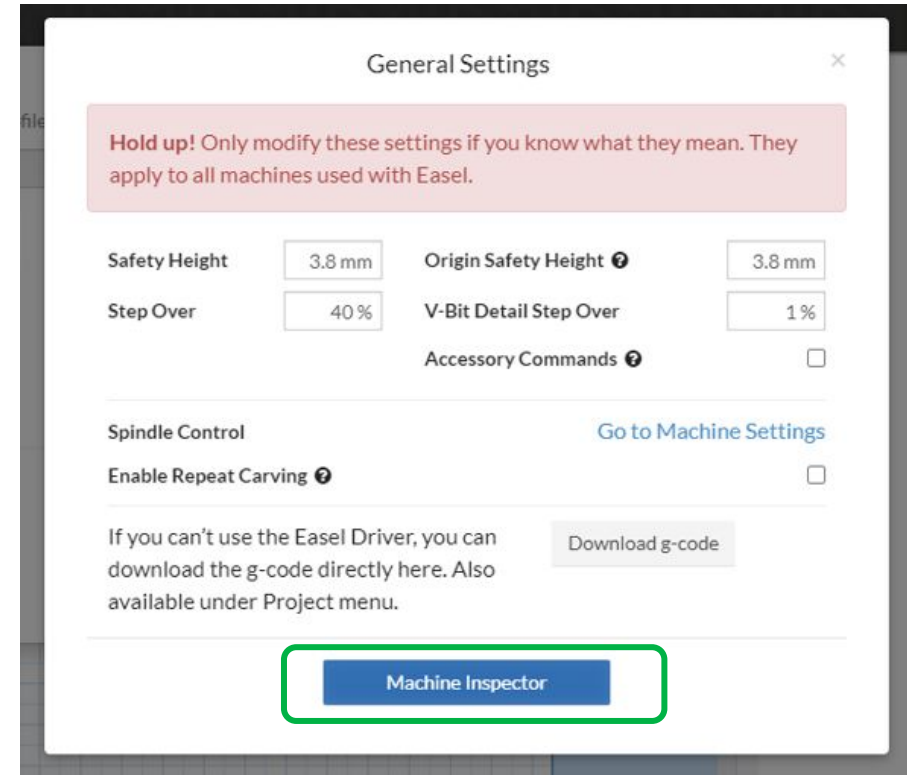 General Settings ×
file
Hold up! Only modify these settings if you know what they mean. They
apply to all machines used with Easel.
Safety Height 3.8 mm Origin Safety Height ? 3.8 mm
Step Over 40 % V-Bit Detail Step Over 1 %
Accessory Commands ?
Spindle Control Go to Machine Settings
Enable Repeat Carving ?
If you can’t use the Easel Driver, you can
download the g-code directly here. Also
available under Project menu.
Download g-code
Machine Inspector